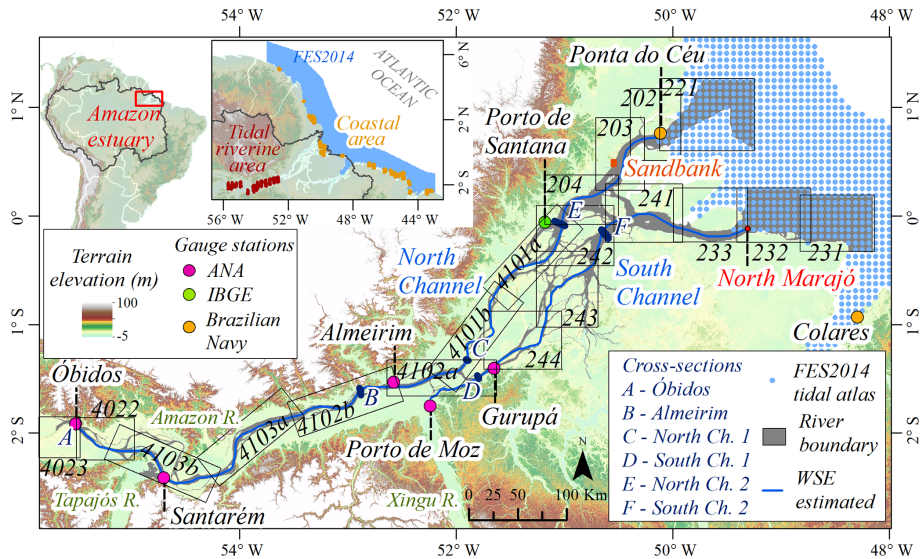 54° W
52° W
50° W
48° W
Ponta do Céu
6° N
FES2014
ATLANTIC
OCEAN
221
1° N
Amazon
estuary
Coastal
area
2° N
202
Porto de
Santana
203
Tidal
riverine
area
Sandbank
2° S
204
241
56° W
52° W
48° W
44° W
0°
E
F
Terrain
elevation (m)
100
-5
Gauge stations
ANA
IBGE
Brazilian
Navy
North
Channel
4101a
242
South
Channel
233
232
231
North Marajó
1° S
Almeirim
4101b
243
Colares
C
4102a
244
Óbidos
Cross-sections
A - Óbidos
B - Almeirim
C - North Ch. 1
D - South Ch. 1
E - North Ch. 2
F - South Ch. 2
FES2014
tidal atlas
River
boundary
WSE
estimated
B
D
4022
Amazon R.
4102b
Gurupá
2° S
A
4103a
Porto de Moz
N
4023
4103b
Tapajós R.
Santarém
Xingu R.
0 25 50 100 Km
54° W
52° W
50° W
48° W